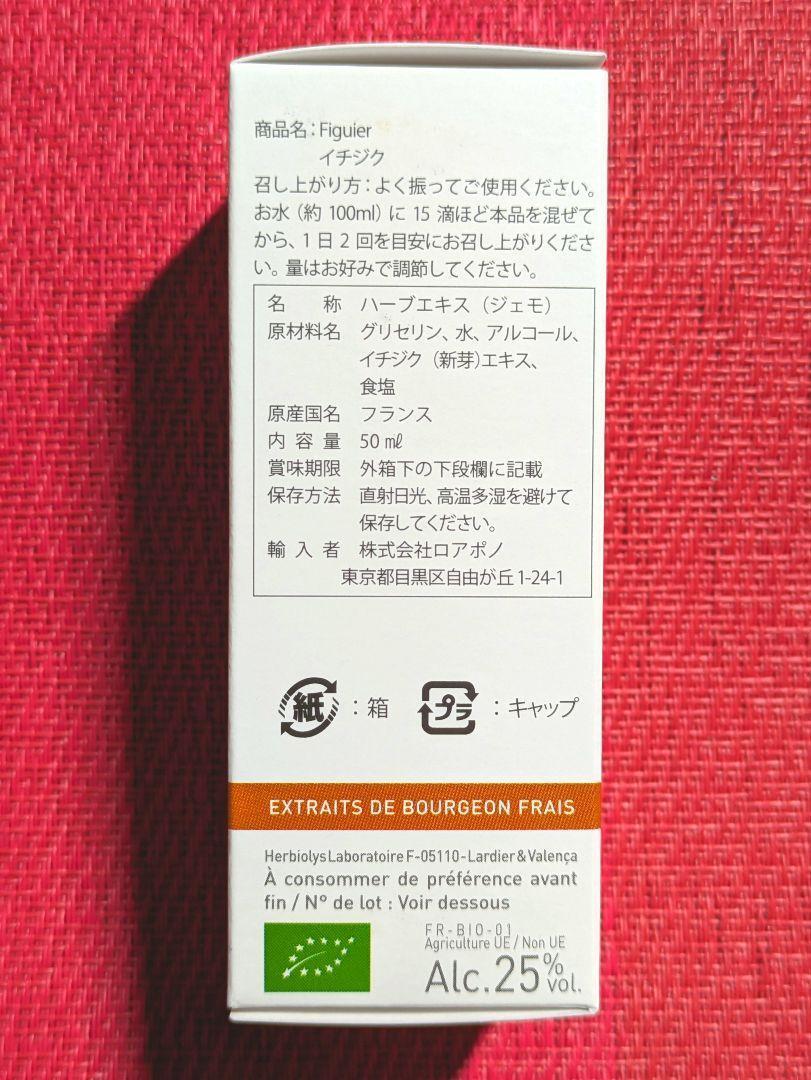 商品名：Figuier
イチジク
召し上がり方：よく振ってご使用ください。
お水（約 100ml）に 15 滴ほど本品を混ぜて
から、1 日 2 回を目安にお召し上がりくださ
い。量はお好みで調節してください。
名　　称　ハーブエキス（ジェモ）
原材料名　グリセリン、水、アルコール、
イチジク（新芽)エキス、
食塩
原産国名　フランス
内 容 量　50 ㎖
賞味期限　外箱下の下段欄に記載
保存方法　直射日光、高温多湿を避けて
保存してください。
輸 入 者　株式会社ロアポノ
東京都目黒区自由が丘 1-24-1
紙 ：箱　プラ ：キャップ
EXTRAITS DE BOURGEON FRAIS
Herbiolys Laboratoire F-05110 - Lardier & Valença
À consommer de préférence avant
fin / N° de lot : Voir dessous
FR-BIO-01
Agriculture UE / Non UE
Alc.25% vol.